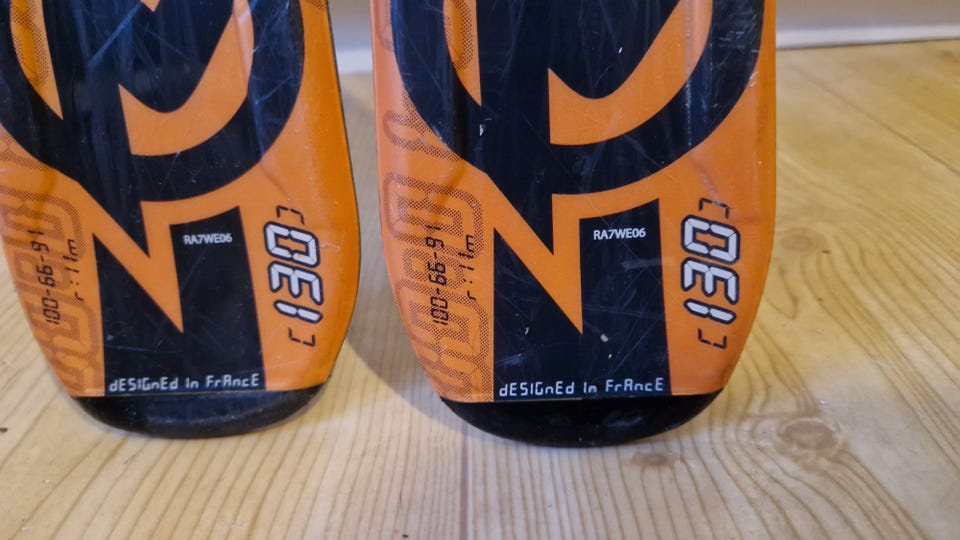 100-66-91
r:11m
RA7WE06
[130]
dESIGnEd In FrAncE
100-66-91
r:11m
RA7WE06
[130]
dESIGnEd In FrAncE